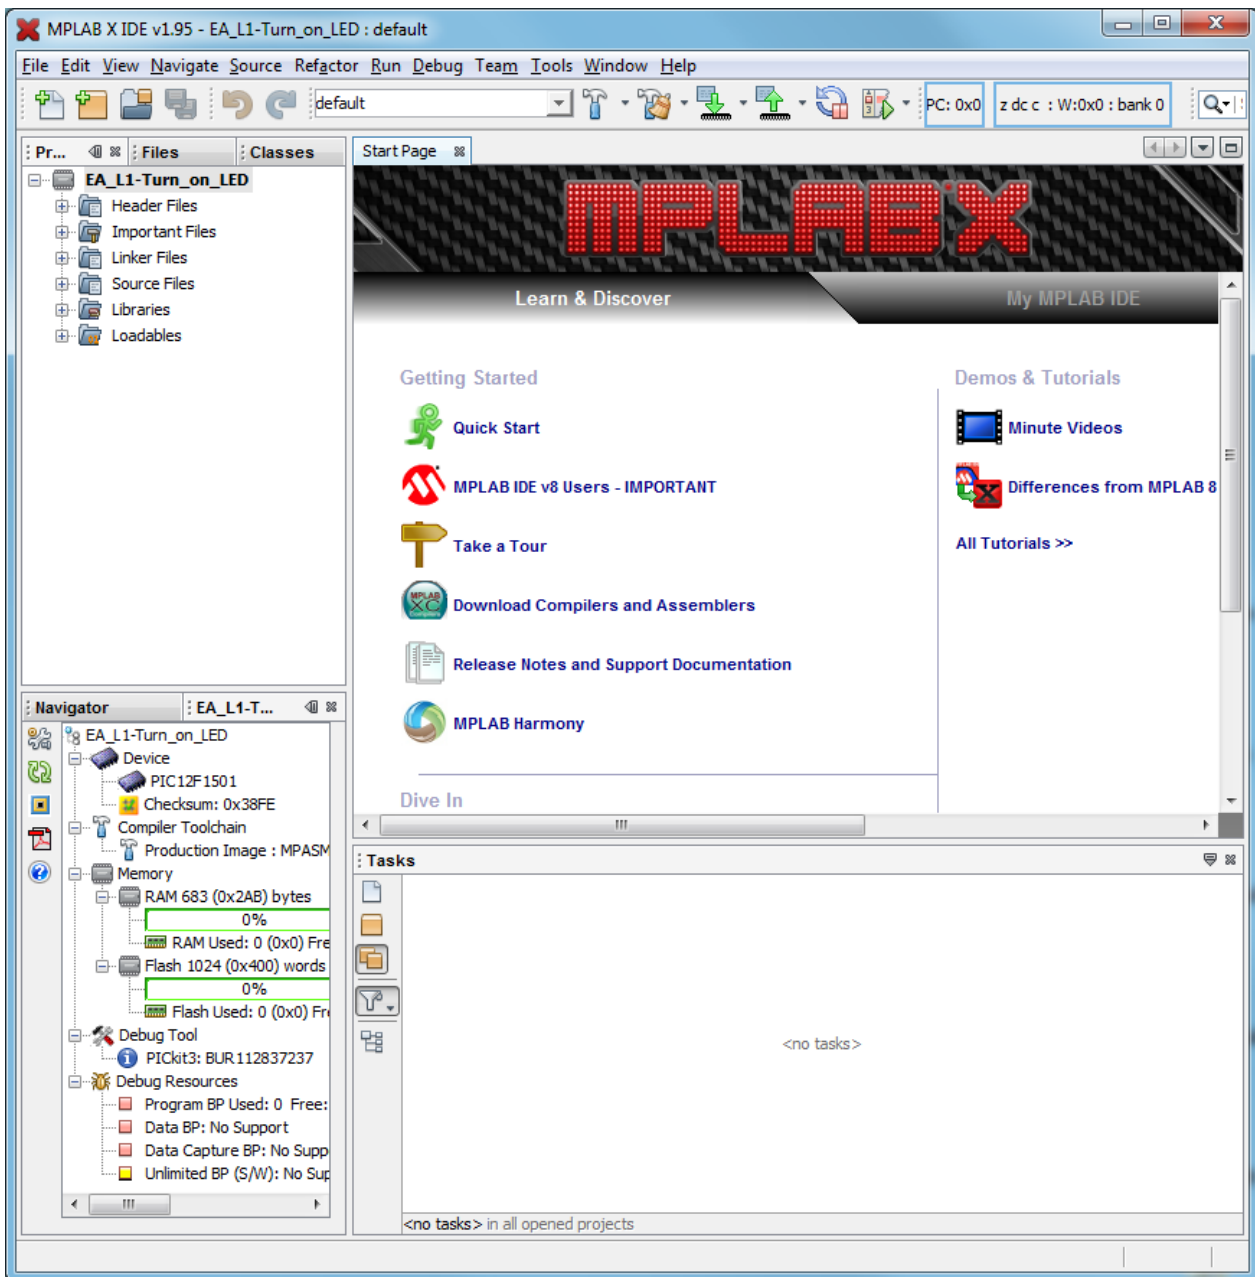 MPLAB X IDE v1.95 - EA_L1-Turn_on_LED : default
File Edit View Navigate Source Refactor Run Debug Team Tools Window Help
default
PC: 0x0
z dc c : W:0x0 : bank 0
Pr...
Files
Classes
EA_L1-Turn_on_LED
Header Files
Important Files
Linker Files
Source Files
Libraries
Loadables
Start Page
MPLAB X
Learn & Discover
My MPLAB IDE
Getting Started
Quick Start
MPLAB IDE v8 Users - IMPORTANT
Take a Tour
MPLAB
XC
Download Compilers and Assemblers
Release Notes and Support Documentation
MPLAB Harmony
Dive In
Demos & Tutorials
Minute Videos
Differences from MPLAB 8
All Tutorials >>
Navigator
EA_L1-T...
EA_L1-Turn_on_LED
Device
PIC12F1501
Checksum: 0x38FE
Compiler Toolchain
Production Image : MPASM
Memory
RAM 683 (0x2AB) bytes
0%
RAM Used: 0 (0x0) Fre
Flash 1024 (0x400) words
0%
Flash Used: 0 (0x0) Fr
Debug Tool
PICkit3: BUR112837237
Debug Resources
Program BP Used: 0 Free:
Data BP: No Support
Data Capture BP: No Supp
Unlimited BP (S/W): No Sup
Tasks
<no tasks>
<no tasks> in all opened projects